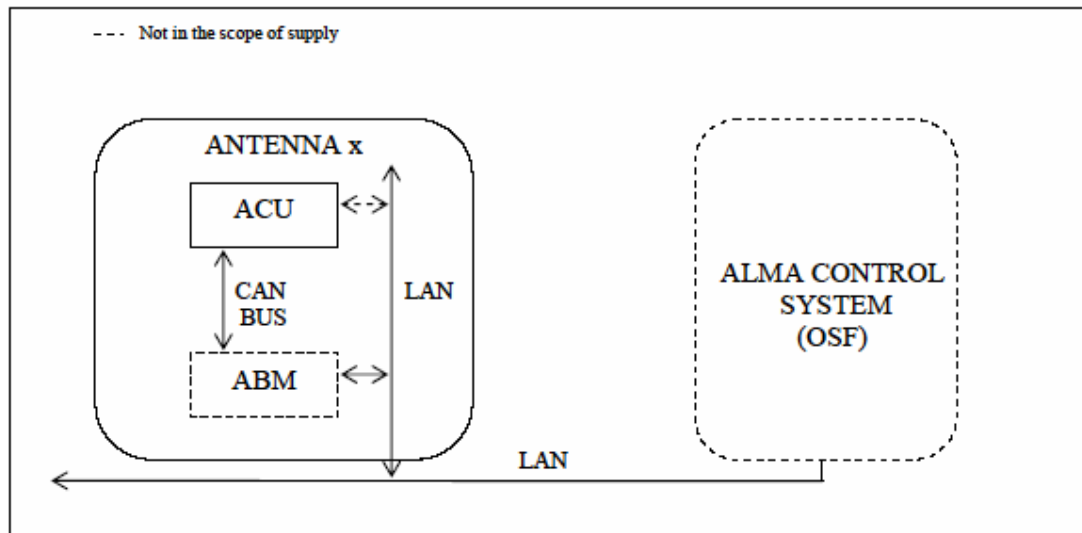 --- Not in the scope of supply
ANTENNA x
ACU
CAN
BUS
LAN
ABM
ALMA CONTROL
SYSTEM
(OSF)
LAN